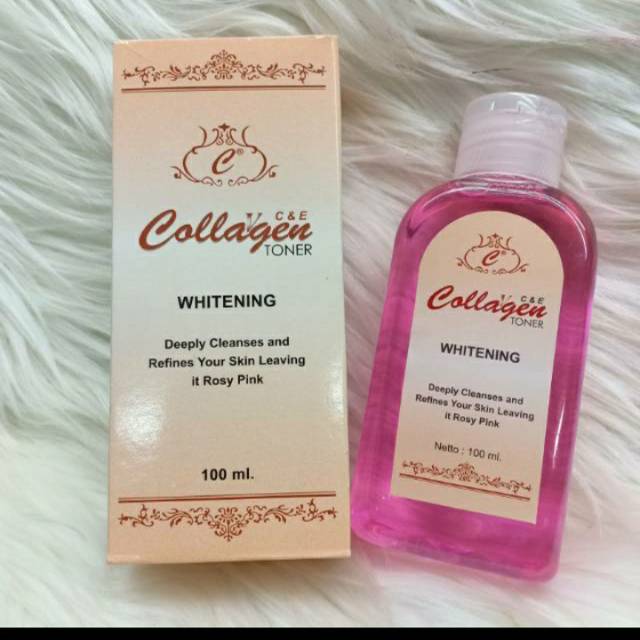 C®
V C & E
Collagen
TONER
WHITENING
Deeply Cleanses and
Refines Your Skin Leaving
it Rosy Pink
100 ml.
C®
V C & E
Collagen
TONER
WHITENING
Deeply Cleanses and
Refines Your Skin Leaving
it Rosy Pink
Netto : 100 ml.